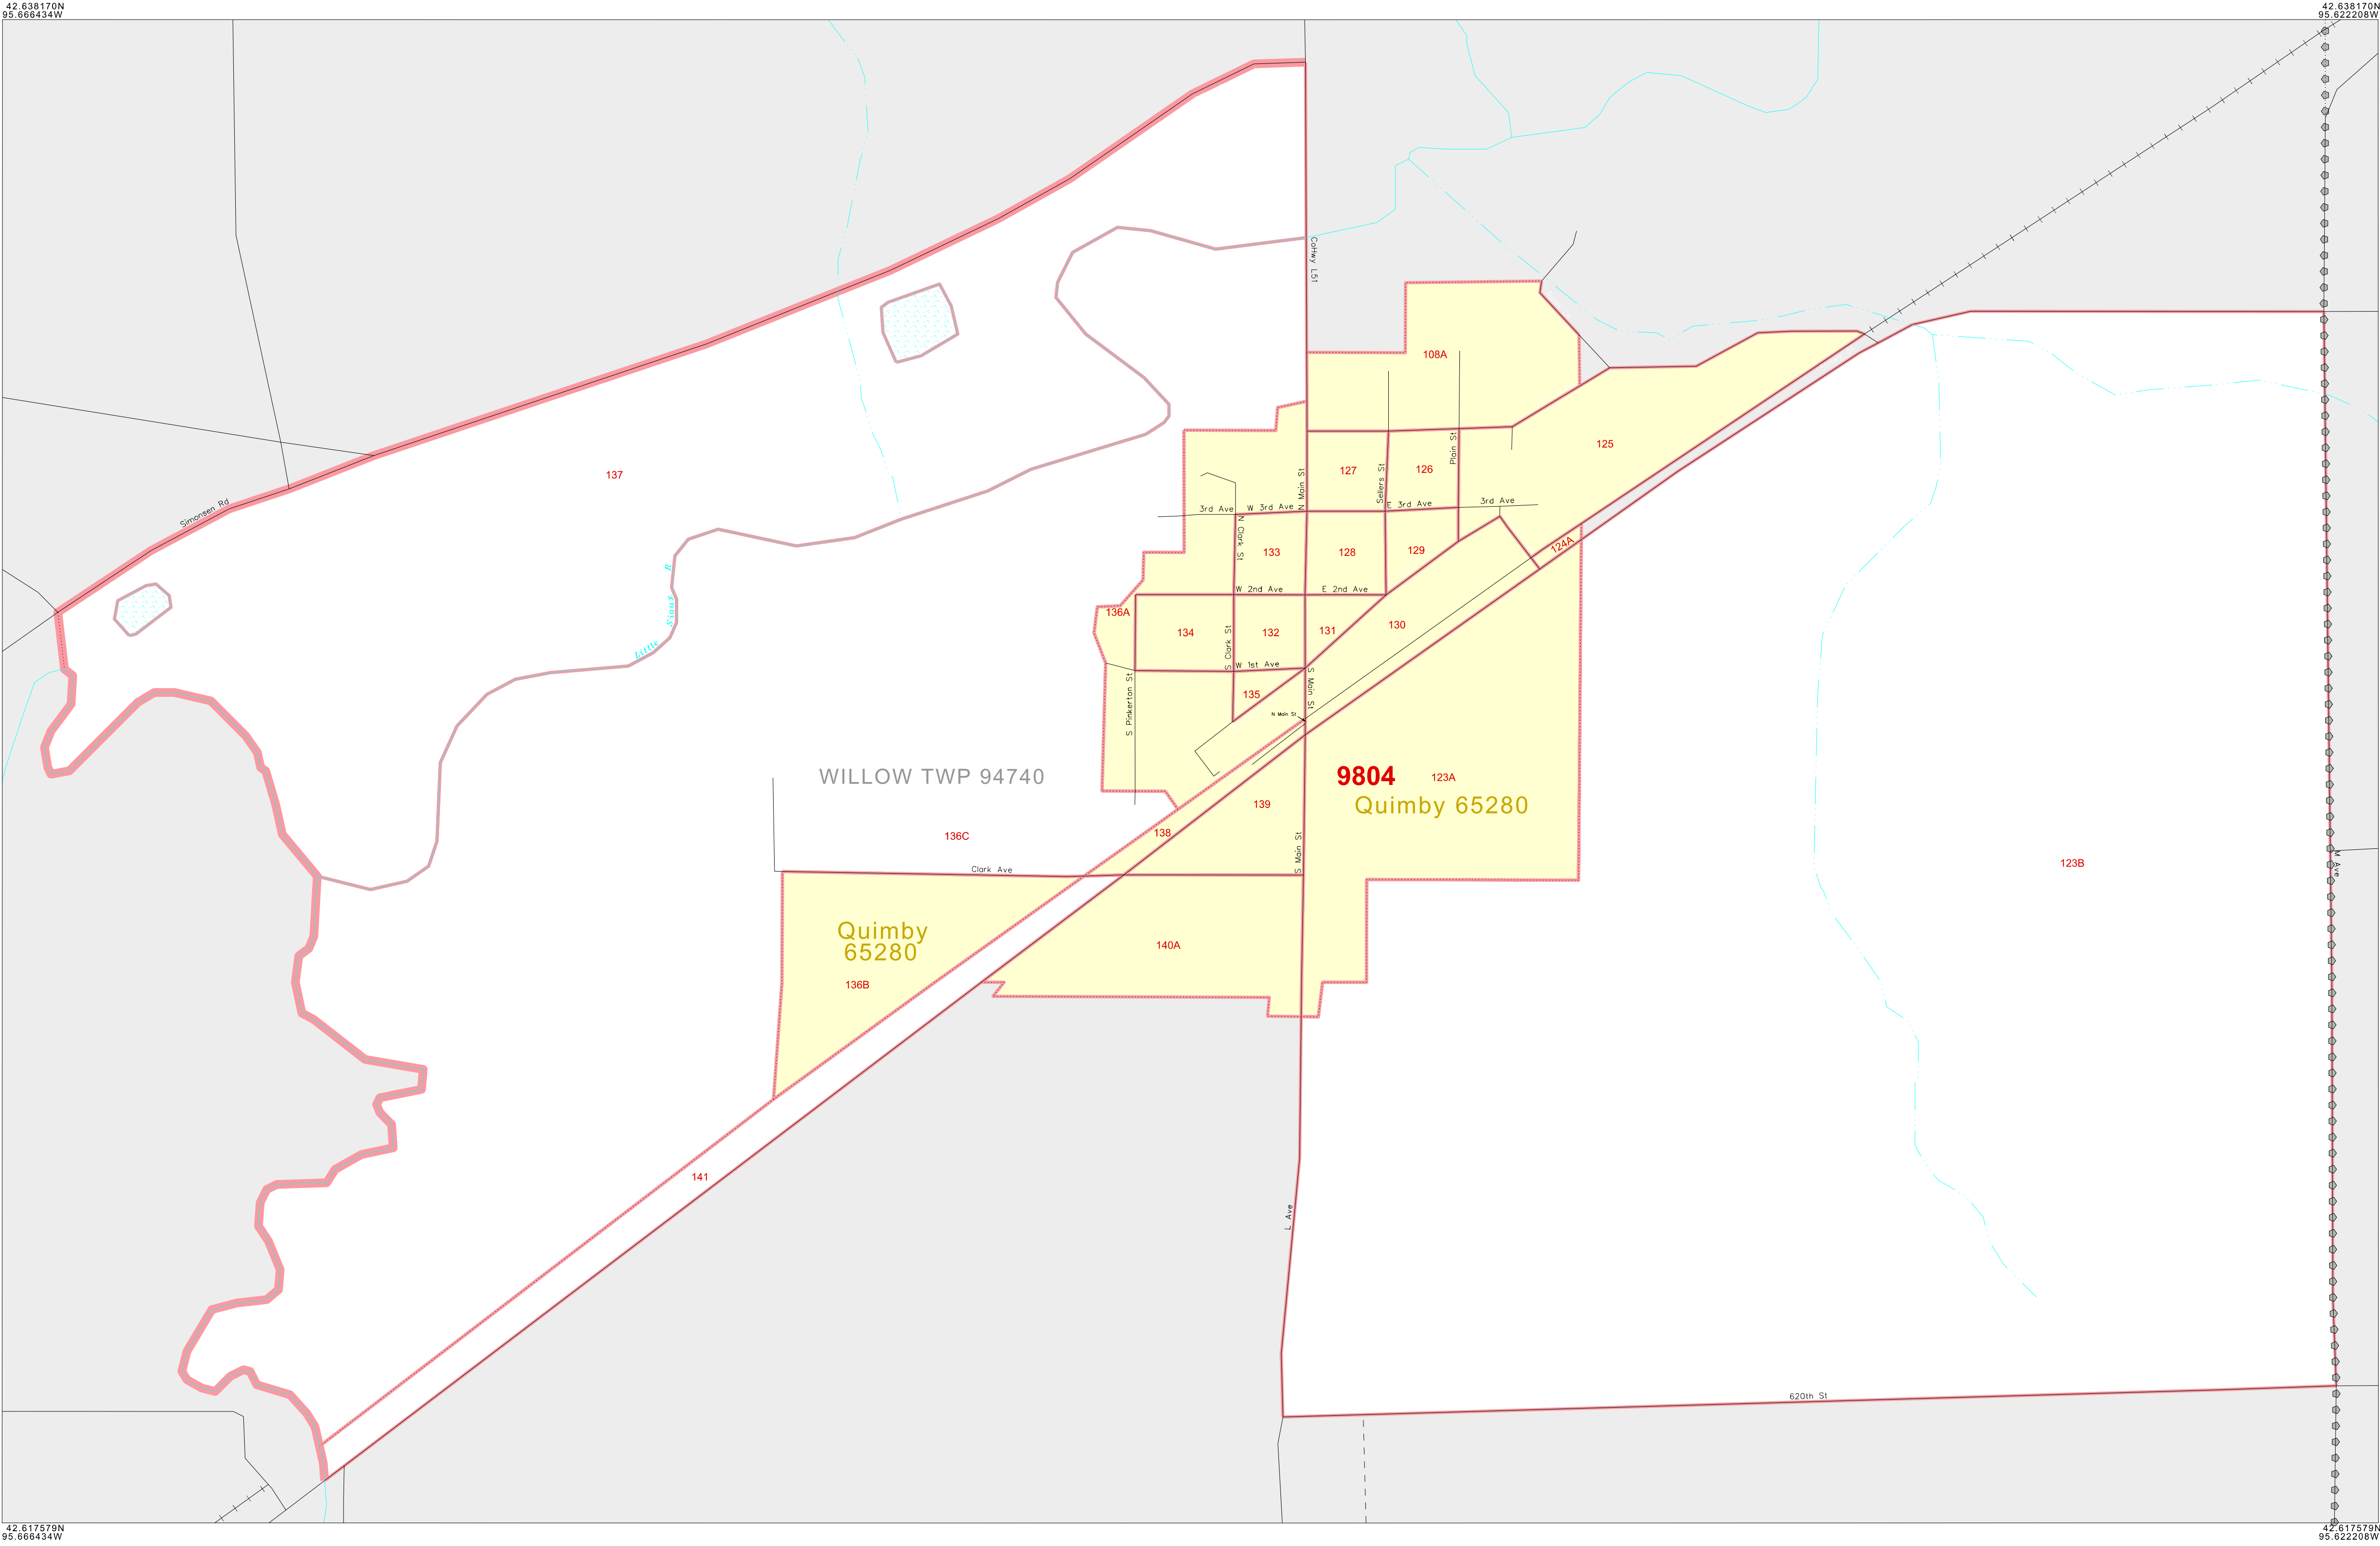 42.638170N
95.666434W
42.638170N
95.622208W
CoHwy L51
108A
125
137
Simonsen Rd
N Main St
127
Sellers St
126
Plain St
3rd Ave
W 3rd Ave
E 3rd Ave
3rd Ave
N Clark St
133
128
129
124A
W 2nd Ave
E 2nd Ave
Little Sioux R
136A
134
S Clark St
132
131
130
W 1st Ave
S Pinkerton St
135
S Main St
N Main St
WILLOW TWP 94740
9804
123A
Quimby 65280
139
138
136C
S Main St
Clark Ave
123B
M Ave
Quimby
65280
136B
140A
141
L Ave
620th St
42.617579N
95.666434W
42.617579N
95.622208W